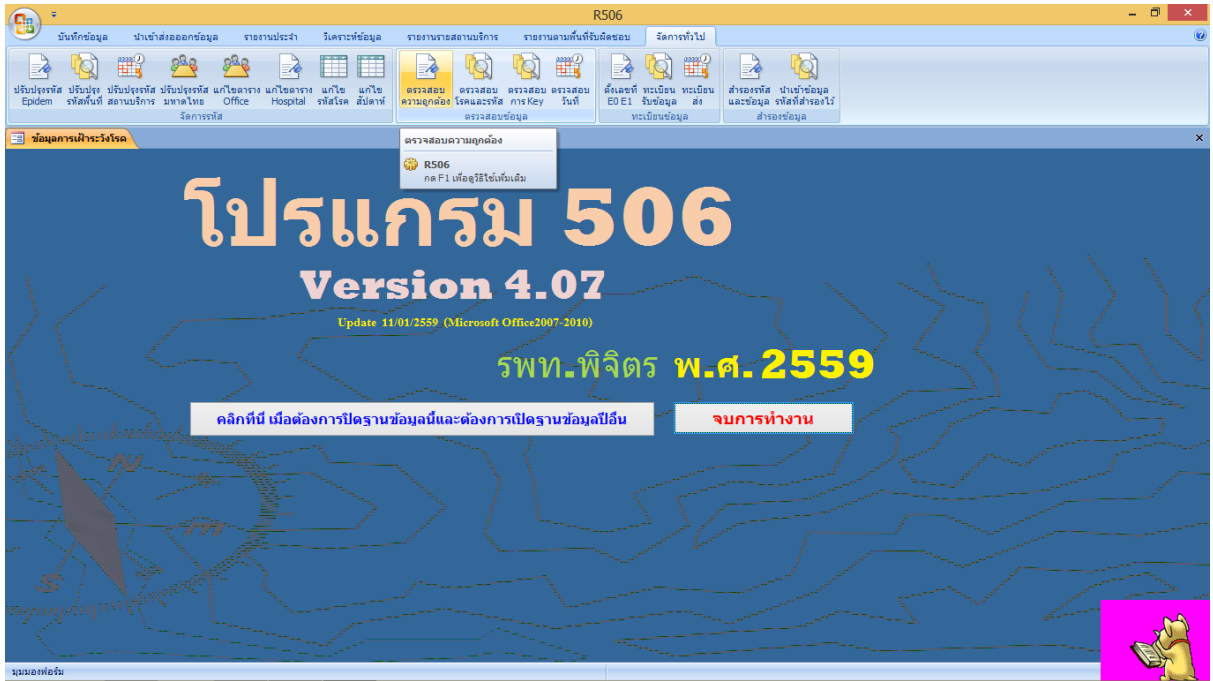 R506
บันทึกข้อมูล นำเข้าส่งออกข้อมูล รายงานประจำ วิเคราะห์ข้อมูล รายงานรายสถานบริการ รายงานตามพื้นที่รับผิดชอบ จัดการทั่วไป
ปรับปรุงรหัส Epidem
ปรับปรุง รหัสพื้นที่
ปรับปรุงรหัส สถานบริการ
ปรับปรุงรหัส มหาดไทย
แก้ไขตาราง Office
แก้ไขตาราง Hospital
แก้ไข รหัสโรค
แก้ไข สัปดาห์
จัดการรหัส
ตรวจสอบ ความถูกต้อง
ตรวจสอบ โรคและรหัส
ตรวจสอบ การ Key
ตรวจสอบ วันที่
ตรวจสอบข้อมูล
ตั้งเลขที่ E0 E1
ทะเบียน รับข้อมูล
ทะเบียน ส่ง
ทะเบียนข้อมูล
สำรองรหัส และข้อมูล
นำเข้าข้อมูล รหัสที่สำรองไว้
สำรองข้อมูล
ข้อมูลการเฝ้าระวังโรค
ตรวจสอบความถูกต้อง
R506
กด F1 เพื่อดูวิธีใช้เพิ่มเติม
โปรแกรม 506
Version 4.07
Update 11/01/2559 (Microsoft Office2007-2010)
รพท.พิจิตร พ.ศ. 2559
คลิกที่นี่ เมื่อต้องการปิดฐานข้อมูลนี้และต้องการเปิดฐานข้อมูลปีอื่น
จบการทำงาน
N
S
มุมมองฟอร์ม